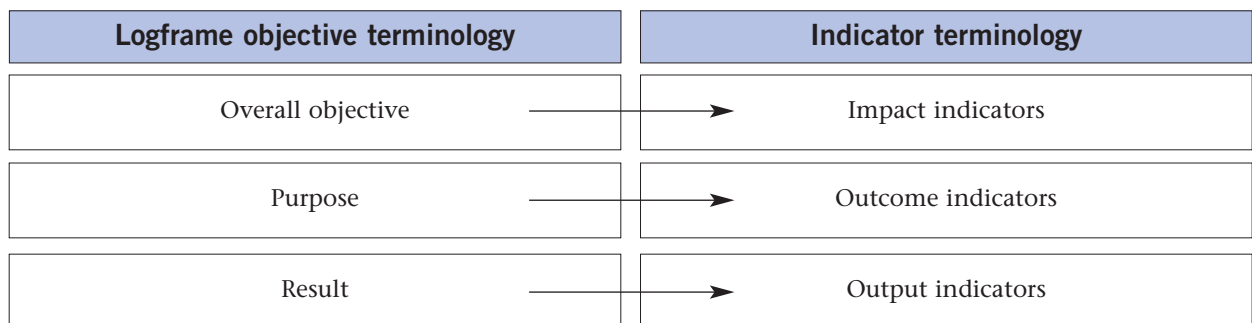 Logframe objective terminology
Indicator terminology
Overall objective
Impact indicators
Purpose
Outcome indicators
Result
Output indicators